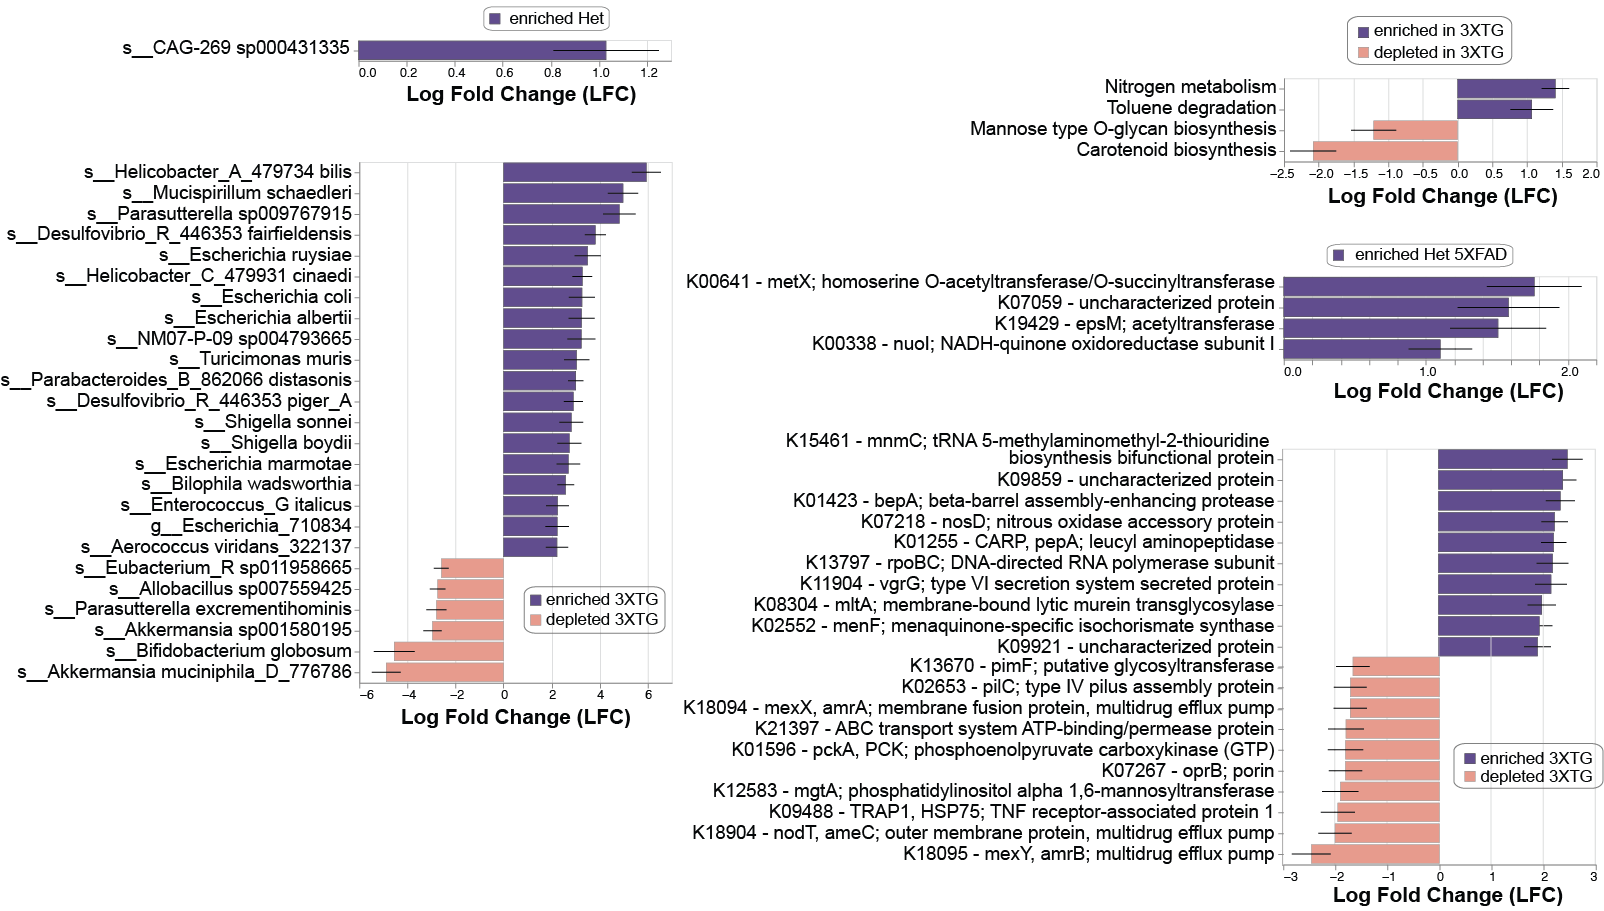 enriched Het
s__CAG-269 sp000431335
0.0 0.2 0.4 0.6 0.8 1.0 1.2
Log Fold Change (LFC)
s__Helicobacter_A_479734 bilis
s__Mucispirillum schaedleri
s__Parasutterella sp009767915
s__Desulfovibrio_R_446353 fairfieldensis
s__Escherichia ruysiae
s__Helicobacter_C_479931 cinaedi
s__Escherichia coli
s__Escherichia albertii
s__NM07-P-09 sp004793665
s__Turicimonas muris
s__Parabacteroides_B_862066 distasonis
s__Desulfovibrio_R_446353 piger_A
s__Shigella sonnei
s__Shigella boydii
s__Escherichia marmotae
s__Bilophila wadsworthia
s__Enterococcus_G italicus
g__Escherichia_710834
s__Aerococcus viridans_322137
s__Eubacterium_R sp011958665
s__Allobacillus sp007559425
s__Parasutterella excrementihominis
s__Akkermansia sp001580195
s__Bifidobacterium globosum
s__Akkermansia muciniphila_D_776786
enriched 3XTG
depleted 3XTG
−6 −4 −2 0 2 4 6
Log Fold Change (LFC)
enriched in 3XTG
depleted in 3XTG
Nitrogen metabolism
Toluene degradation
Mannose type O-glycan biosynthesis
Carotenoid biosynthesis
−2.5 −2.0 −1.5 −1.0 −0.5 0.0 0.5 1.0 1.5 2.0
Log Fold Change (LFC)
enriched Het 5XFAD
K00641 - metX; homoserine O-acetyltransferase/O-succinyltransferase
K07059 - uncharacterized protein
K19429 - epsM; acetyltransferase
K00338 - nuoI; NADH-quinone oxidoreductase subunit I
0.0 1.0 2.0
Log Fold Change (LFC)
K15461 - mnmC; tRNA 5-methylaminomethyl-2-thiouridine
biosynthesis bifunctional protein
K09859 - uncharacterized protein
K01423 - bepA; beta-barrel assembly-enhancing protease
K07218 - nosD; nitrous oxidase accessory protein
K01255 - CARP, pepA; leucyl aminopeptidase
K13797 - rpoBC; DNA-directed RNA polymerase subunit
K11904 - vgrG; type VI secretion system secreted protein
K08304 - mltA; membrane-bound lytic murein transglycosylase
K02552 - menF; menaquinone-specific isochorismate synthase
K09921 - uncharacterized protein
K13670 - pimF; putative glycosyltransferase
K02653 - pilC; type IV pilus assembly protein
K18094 - mexX, amrA; membrane fusion protein, multidrug efflux pump
K21397 - ABC transport system ATP-binding/permease protein
K01596 - pckA, PCK; phosphoenolpyruvate carboxykinase (GTP)
K07267 - oprB; porin
K12583 - mgtA; phosphatidylinositol alpha 1,6-mannosyltransferase
K09488 - TRAP1, HSP75; TNF receptor-associated protein 1
K18904 - nodT, ameC; outer membrane protein, multidrug efflux pump
K18095 - mexY, amrB; multidrug efflux pump
enriched 3XTG
depleted 3XTG
−3 −2 −1 0 1 2 3
Log Fold Change (LFC)